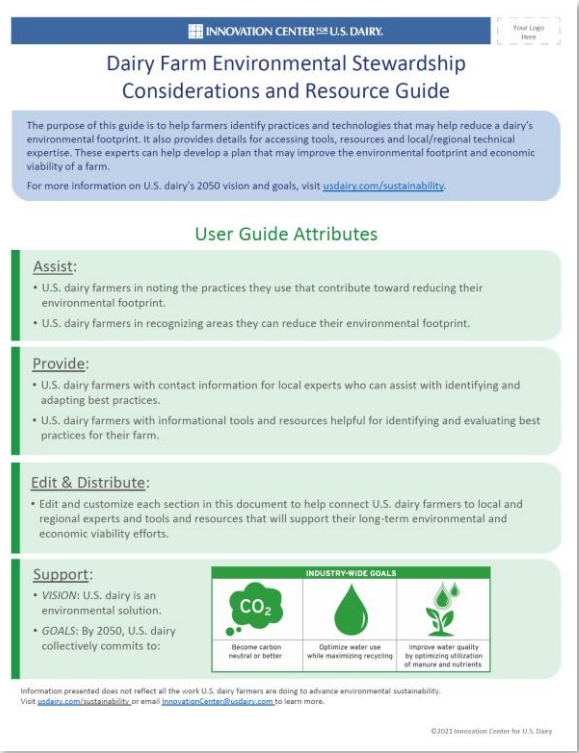 INNOVATION CENTER FOR U.S. DAIRY.
Your Logo
Here
Dairy Farm Environmental Stewardship
Considerations and Resource Guide
The purpose of this guide is to help farmers identify practices and technologies that may help reduce a dairy's
environmental footprint. It also provides details for accessing tools, resources and local/regional technical
expertise. These experts can help develop a plan that may improve the environmental footprint and economic
viability of a farm.
For more information on U.S. dairy's 2050 vision and goals, visit usdairy.com/sustainability.
User Guide Attributes
Assist:
• U.S. dairy farmers in noting the practices they use that contribute toward reducing their
environmental footprint.
• U.S. dairy farmers in recognizing areas they can reduce their environmental footprint.
Provide:
• U.S. dairy farmers with contact information for local experts who can assist with identifying and
adapting best practices.
• U.S. dairy farmers with informational tools and resources helpful for identifying and evaluating best
practices for their farm.
Edit & Distribute:
• Edit and customize each section in this document to help connect U.S. dairy farmers to local and
regional experts and tools and resources that will support their long-term environmental and
economic viability efforts.
Support:
• VISION: U.S. dairy is an
environmental solution.
• GOALS: By 2050, U.S. dairy
collectively commits to:
INDUSTRY-WIDE GOALS
CO2
Become carbon
neutral or better
Optimize water use
while maximizing recycling
Improve water quality
by optimizing utilization
of manure and nutrients
Information presented does not reflect all the work U.S. dairy farmers are doing to advance environmental sustainability.
Visit usdairy.com/sustainability or email InnovationCenter@usdairy.com to learn more.
©2021 Innovation Center for U.S. Dairy